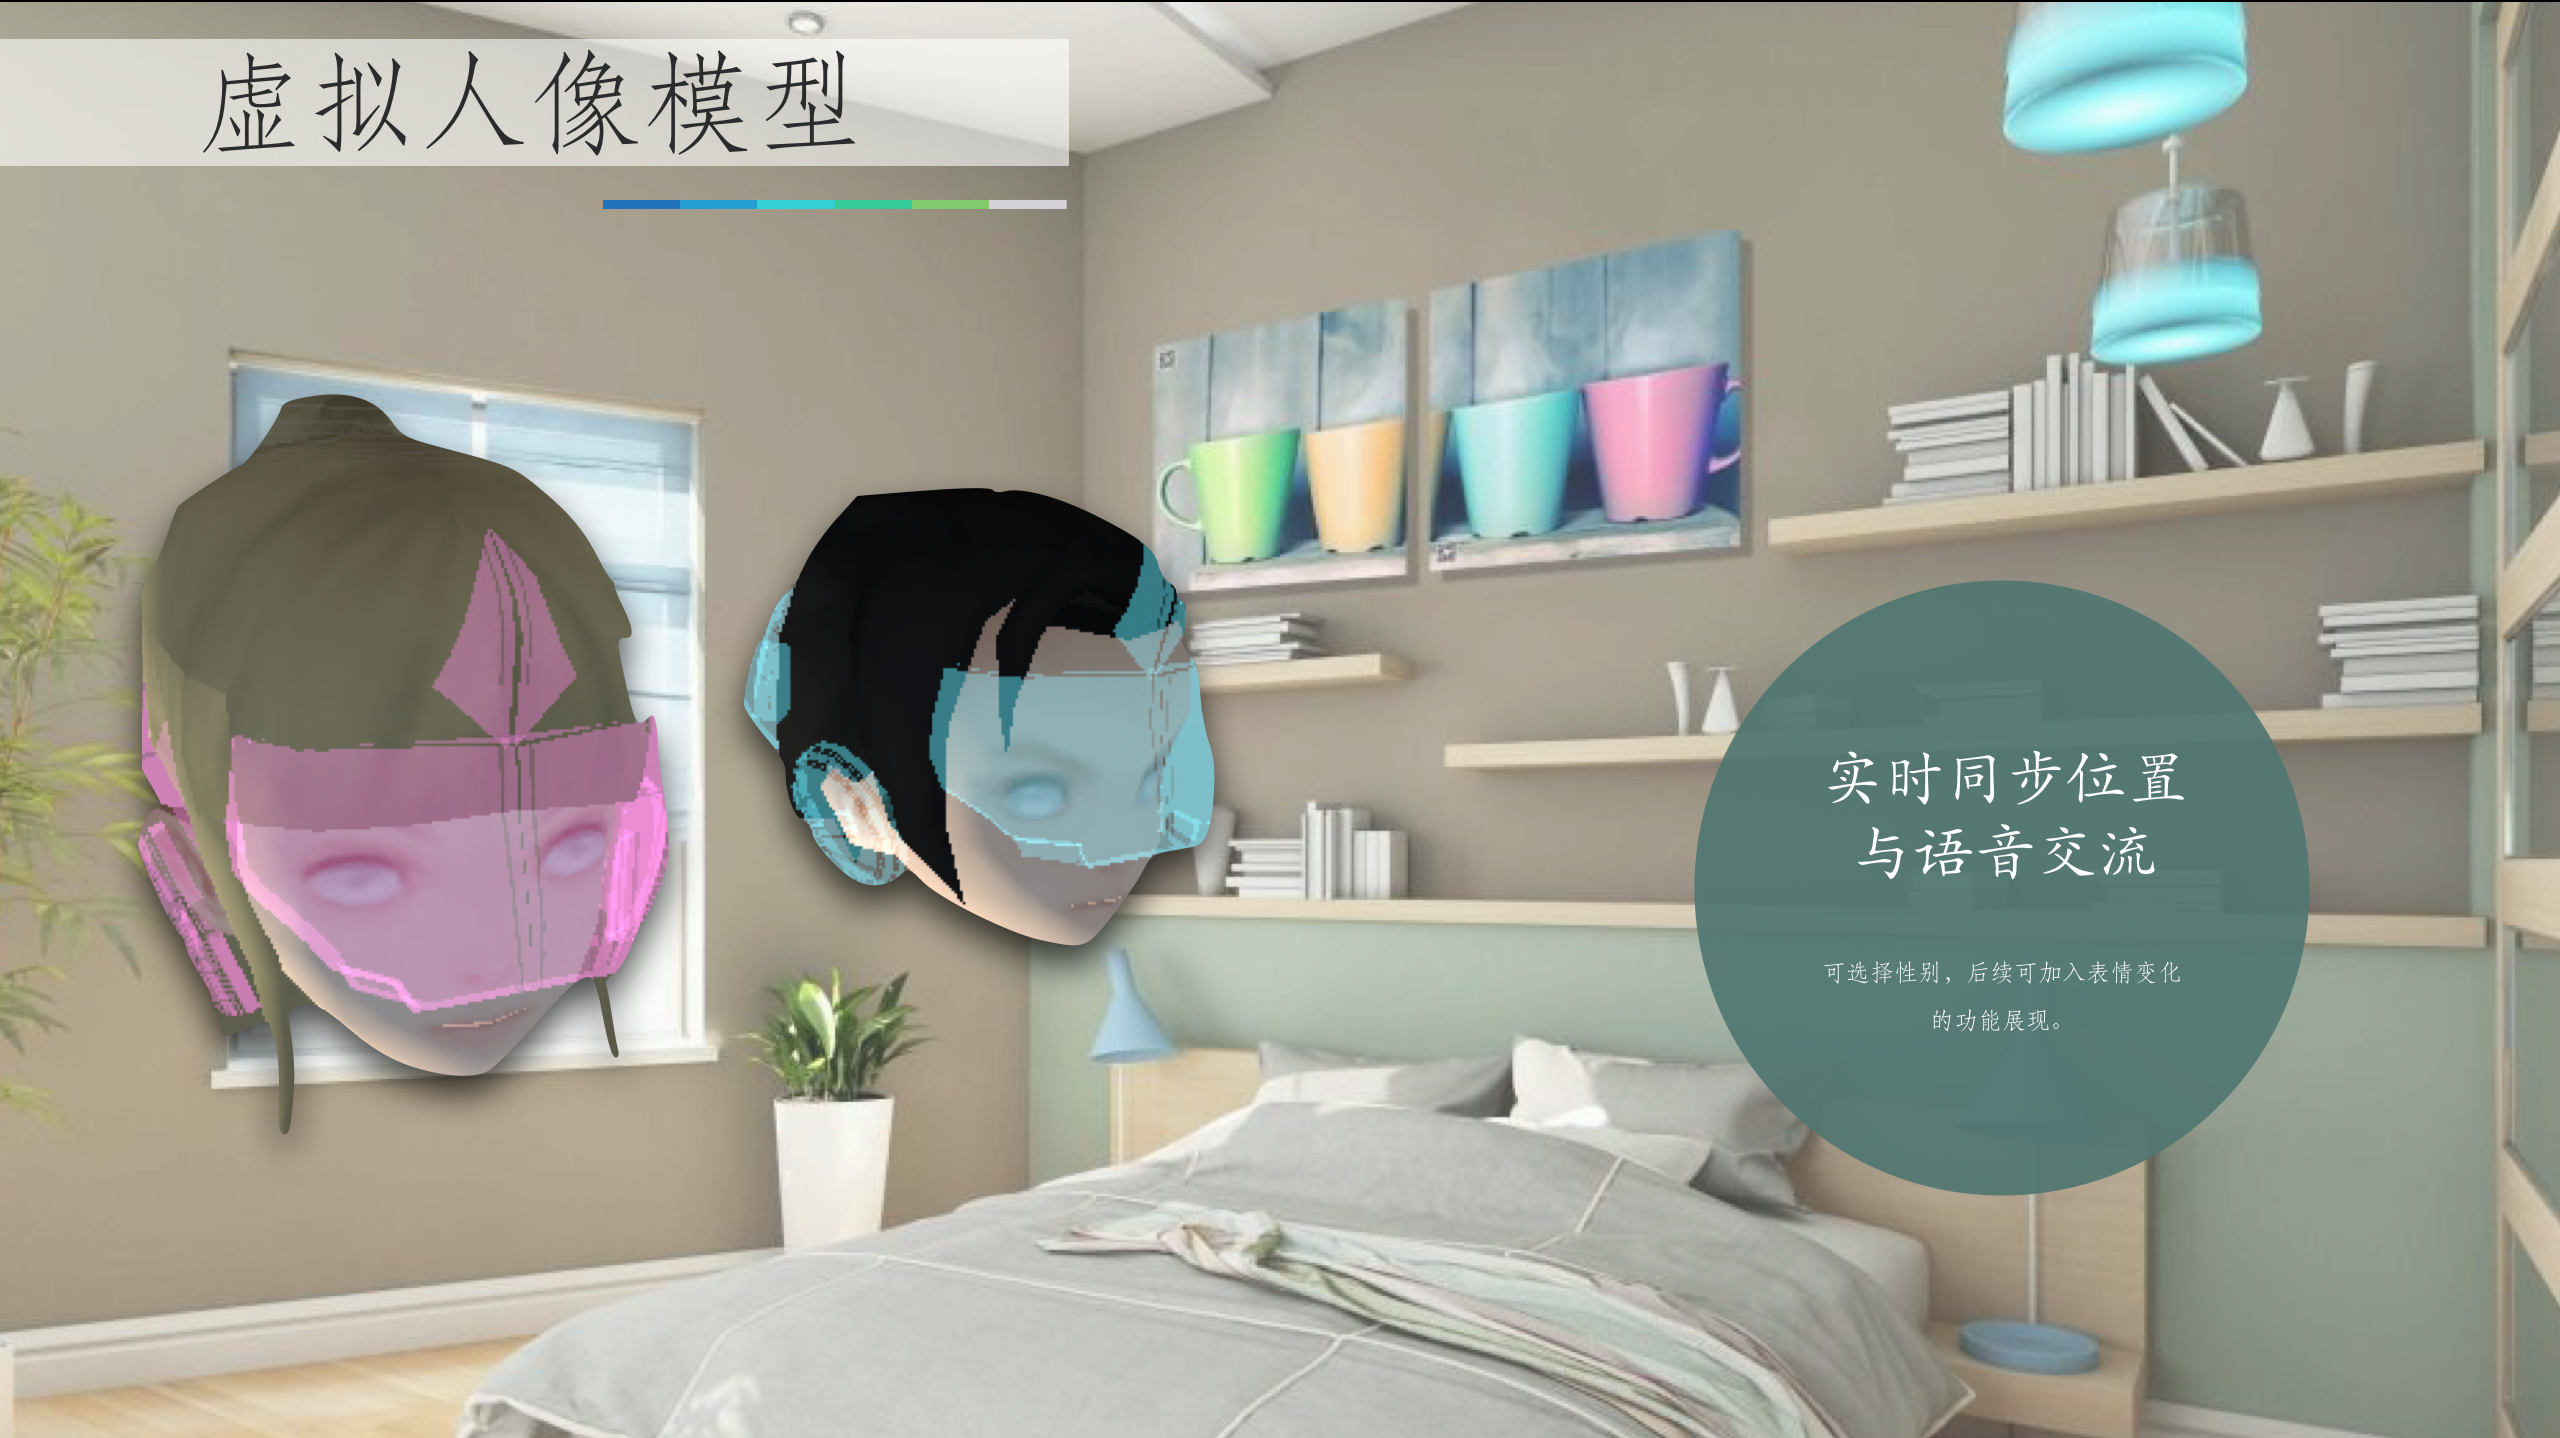 虚拟人像模型
实时同步位置
与语音交流
可选择性别，后续可加入表情变化
的功能展现。